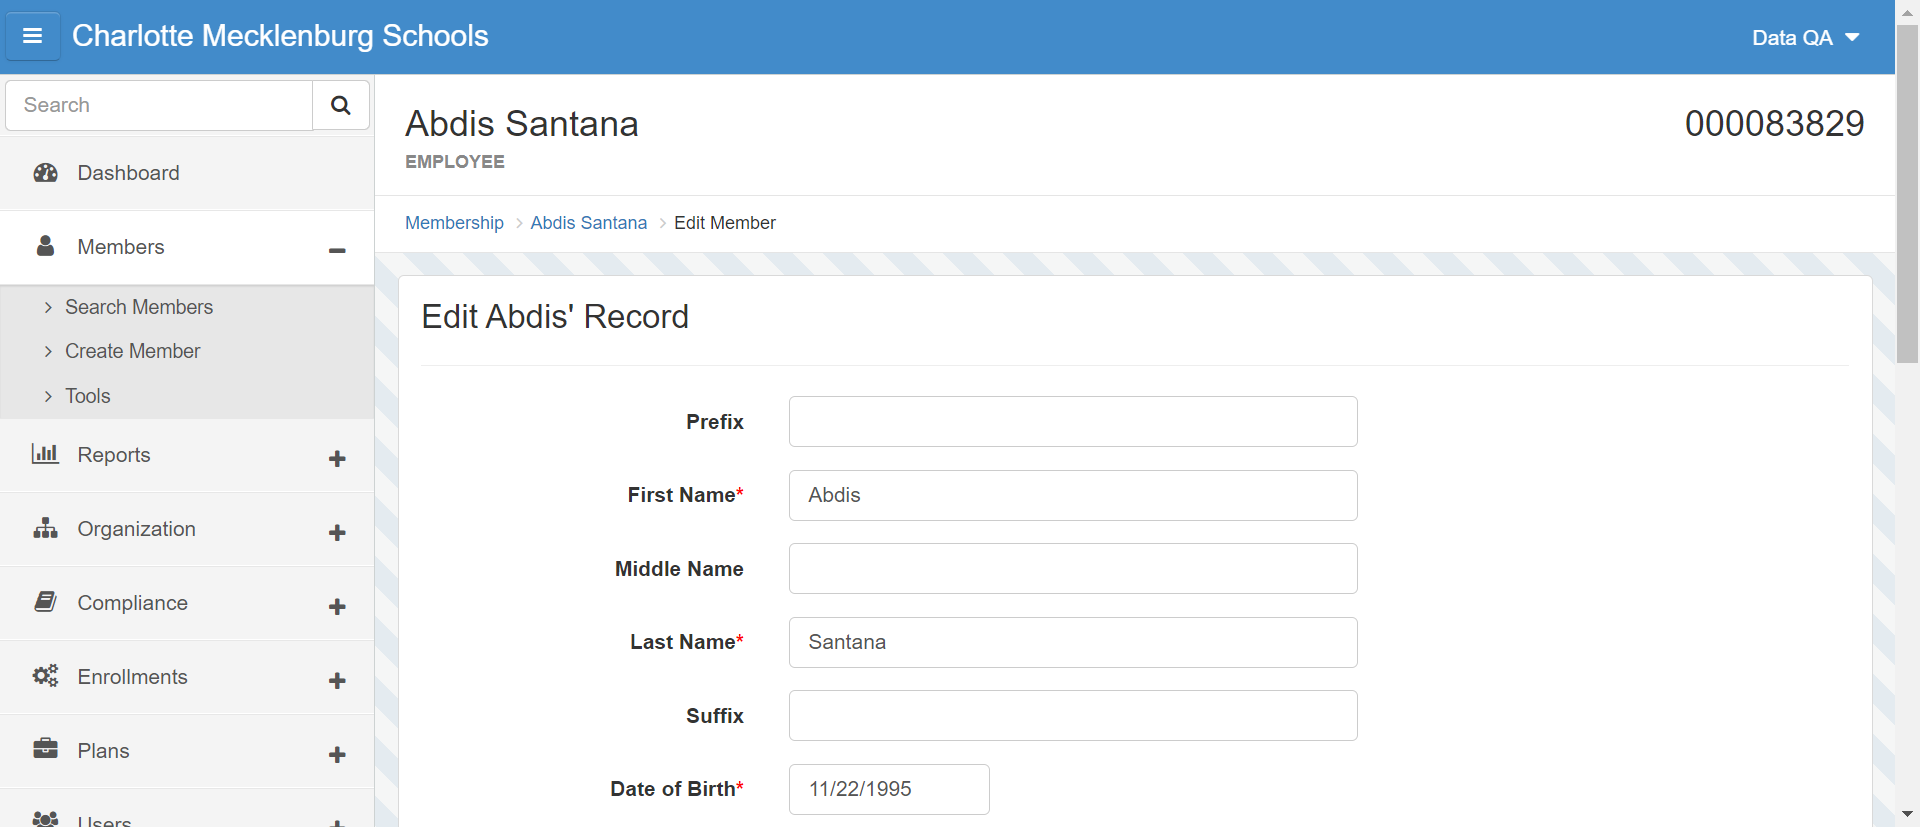 Charlotte Mecklenburg Schools
Data QA
Search
Dashboard
Members
Search Members
Create Member
Tools
Reports
Organization
Compliance
Enrollments
Plans
Users
Abdis Santana
000083829
EMPLOYEE
Membership > Abdis Santana > Edit Member
Edit Abdis' Record
Prefix
First Name* Abdis
Middle Name
Last Name* Santana
Suffix
Date of Birth* 11/22/1995